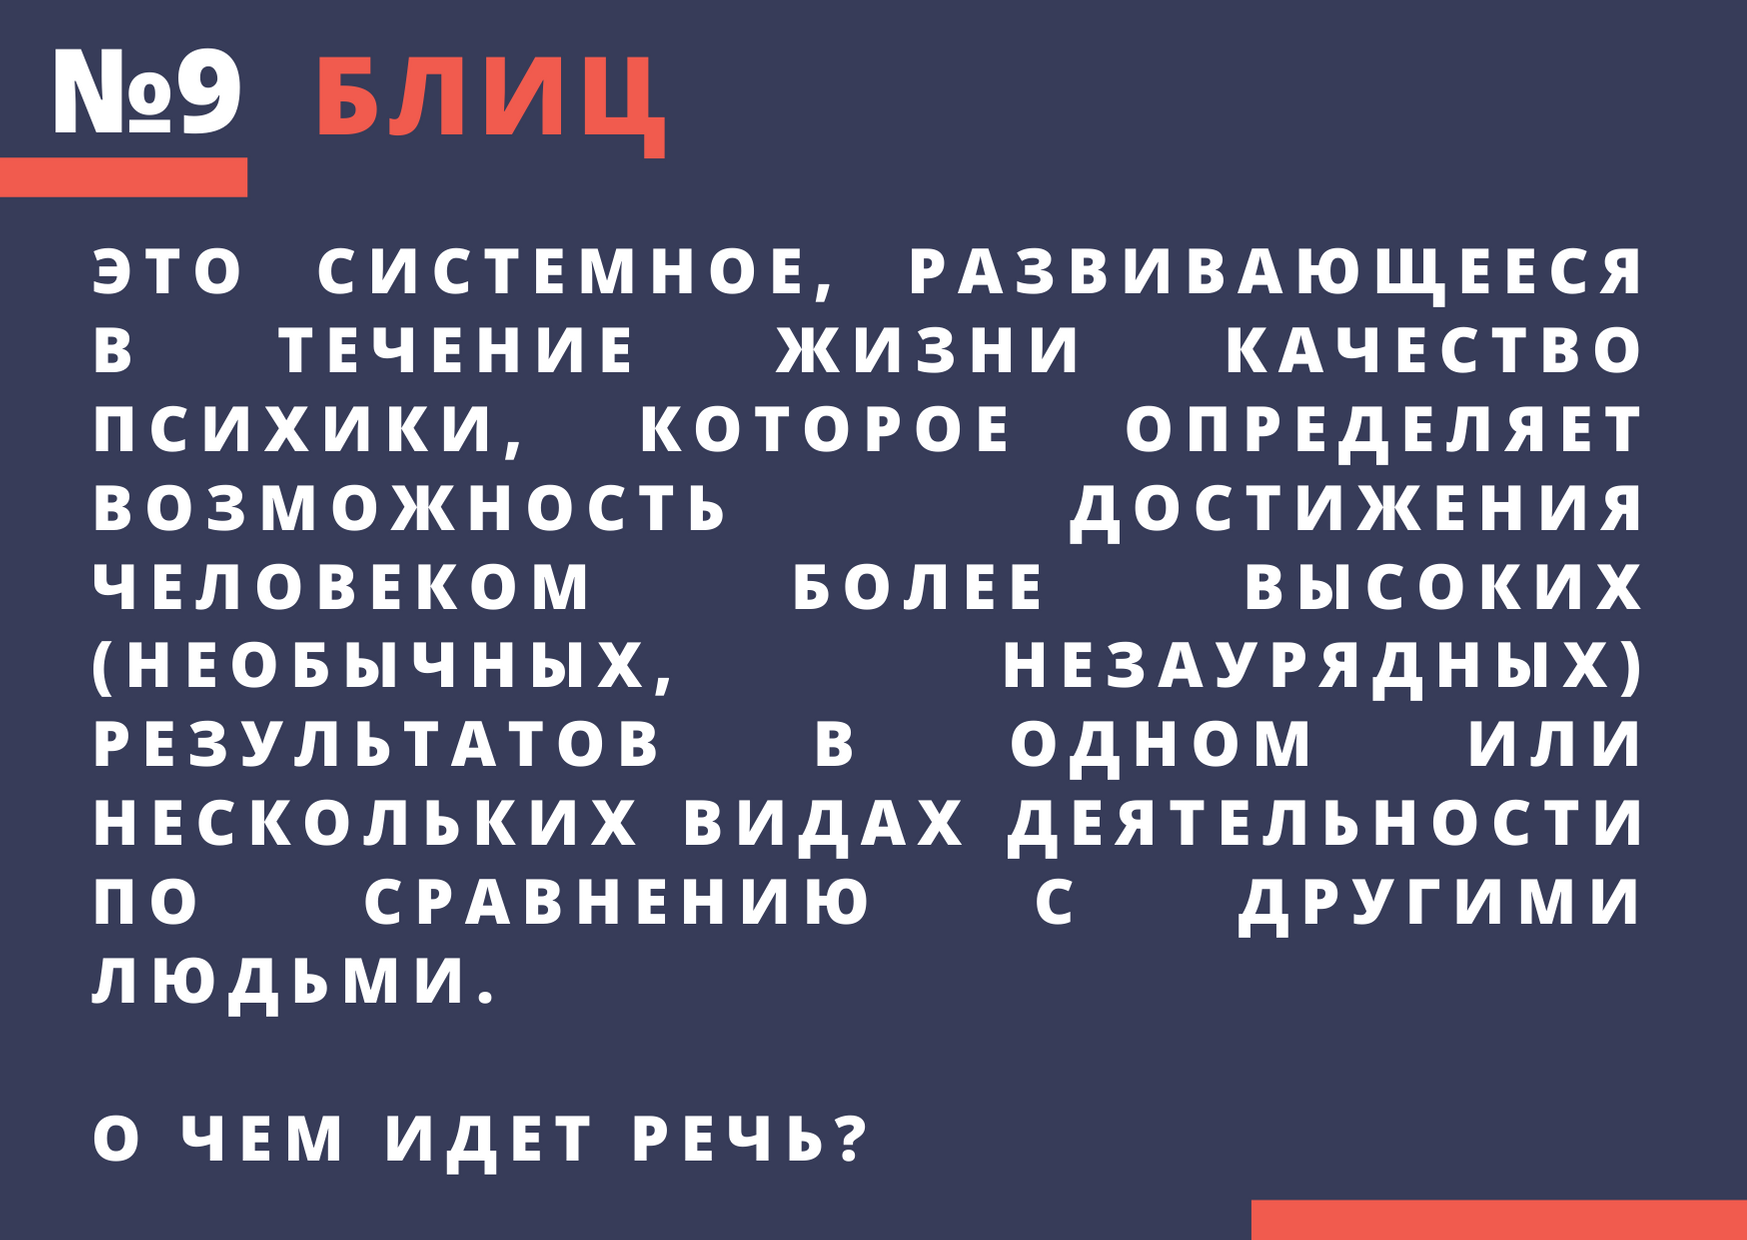 №9 БЛИЦ
ЭТО СИСТЕМНОЕ, РАЗВИВАЮЩЕЕСЯ
В ТЕЧЕНИЕ ЖИЗНИ КАЧЕСТВО
ПСИХИКИ, КОТОРОЕ ОПРЕДЕЛЯЕТ
ВОЗМОЖНОСТЬ ДОСТИЖЕНИЯ
ЧЕЛОВЕКОМ БОЛЕЕ ВЫСОКИХ
(НЕОБЫЧНЫХ, НЕЗАУРЯДНЫХ)
РЕЗУЛЬТАТОВ В ОДНОМ ИЛИ
НЕСКОЛЬКИХ ВИДАХ ДЕЯТЕЛЬНОСТИ
ПО СРАВНЕНИЮ С ДРУГИМИ
ЛЮДЬМИ.
О ЧЕМ ИДЕТ РЕЧЬ?